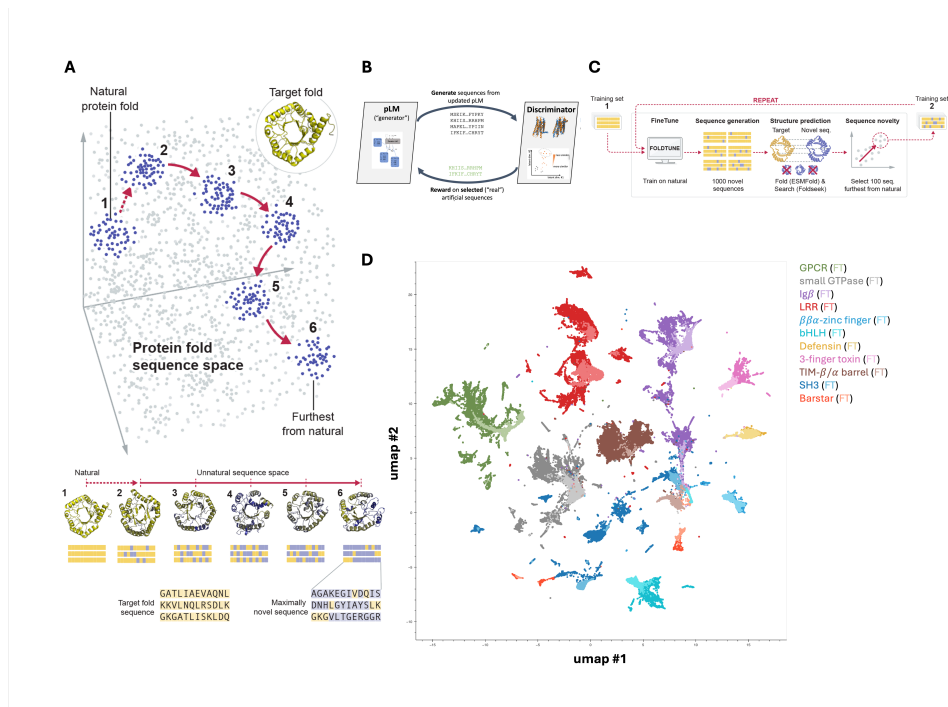 A
Natural
protein fold
Target fold
1
2
3
4
5
6
Protein fold
sequence space
Furthest
from natural
Natural
Unnatural sequence space
1
2
3
4
5
6
Target fold
sequence
GATLIAEVAQNL
KKVLNQLRSDLK
GKGATLISKLDQ
Maximally
novel sequence
AGAKEGIVDQIS
DNHLGYIAYSLK
GKGVLTGERGGR
B
Generate sequences from
updated pLM
pLM
("generator")
Discriminator
Reward on selected ("real")
artificial sequences
C
Training set
1
REPEAT
Training set
2
FineTune
Sequence generation
Structure prediction
Sequence novelty
Target
Novel seq.
FOLDTUNE
Train on natural
1000 novel
sequences
Fold (ESMFold) &
Search (Foldseek)
Select 100 seq.
furthest from natural
D
umap #2
umap #1
GPCR (FT)
small GTPase (FT)
Igβ (FT)
LRR (FT)
ββα-zinc finger (FT)
bHLH (FT)
Defensin (FT)
3-finger toxin (FT)
TIM-β/α barrel (FT)
SH3 (FT)
Barstar (FT)